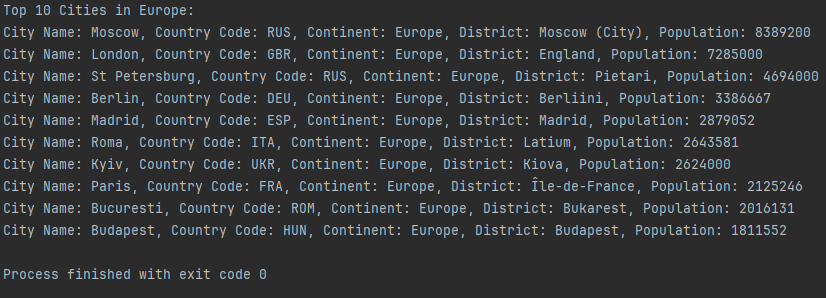 Top 10 Cities in Europe:
City Name: Moscow, Country Code: RUS, Continent: Europe, District: Moscow (City), Population: 8389200
City Name: London, Country Code: GBR, Continent: Europe, District: England, Population: 7285000
City Name: St Petersburg, Country Code: RUS, Continent: Europe, District: Pietari, Population: 4694000
City Name: Berlin, Country Code: DEU, Continent: Europe, District: Berliini, Population: 3386667
City Name: Madrid, Country Code: ESP, Continent: Europe, District: Madrid, Population: 2879052
City Name: Roma, Country Code: ITA, Continent: Europe, District: Latium, Population: 2643581
City Name: Kyiv, Country Code: UKR, Continent: Europe, District: Kiova, Population: 2624000
City Name: Paris, Country Code: FRA, Continent: Europe, District: Île-de-France, Population: 2125246
City Name: Bucuresti, Country Code: ROM, Continent: Europe, District: Bukarest, Population: 2016131
City Name: Budapest, Country Code: HUN, Continent: Europe, District: Budapest, Population: 1811552
Process finished with exit code 0